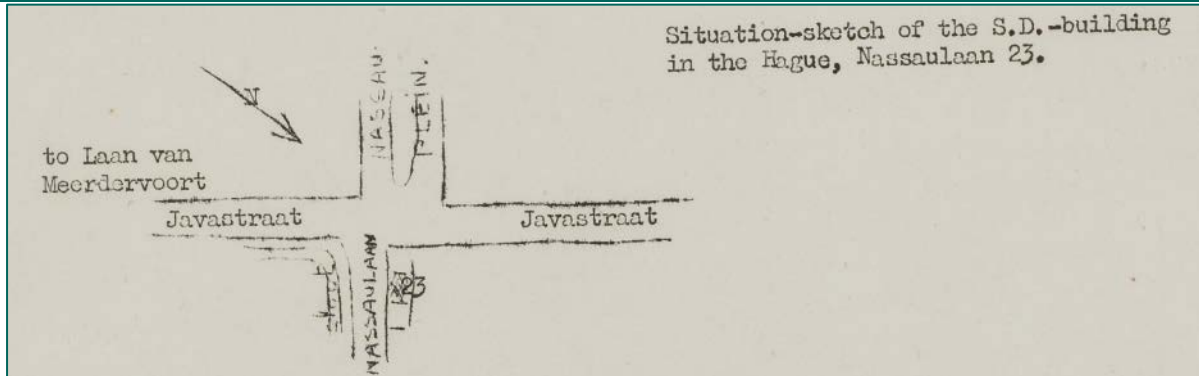 Situation-sketch of the S.D.-building
in the Hague, Nassaulaan 23.
NASSAU.
PLEIN.
N
to Laan van
Meerdervoort
Javastraat
Javastraat
NASSAULAAN
23